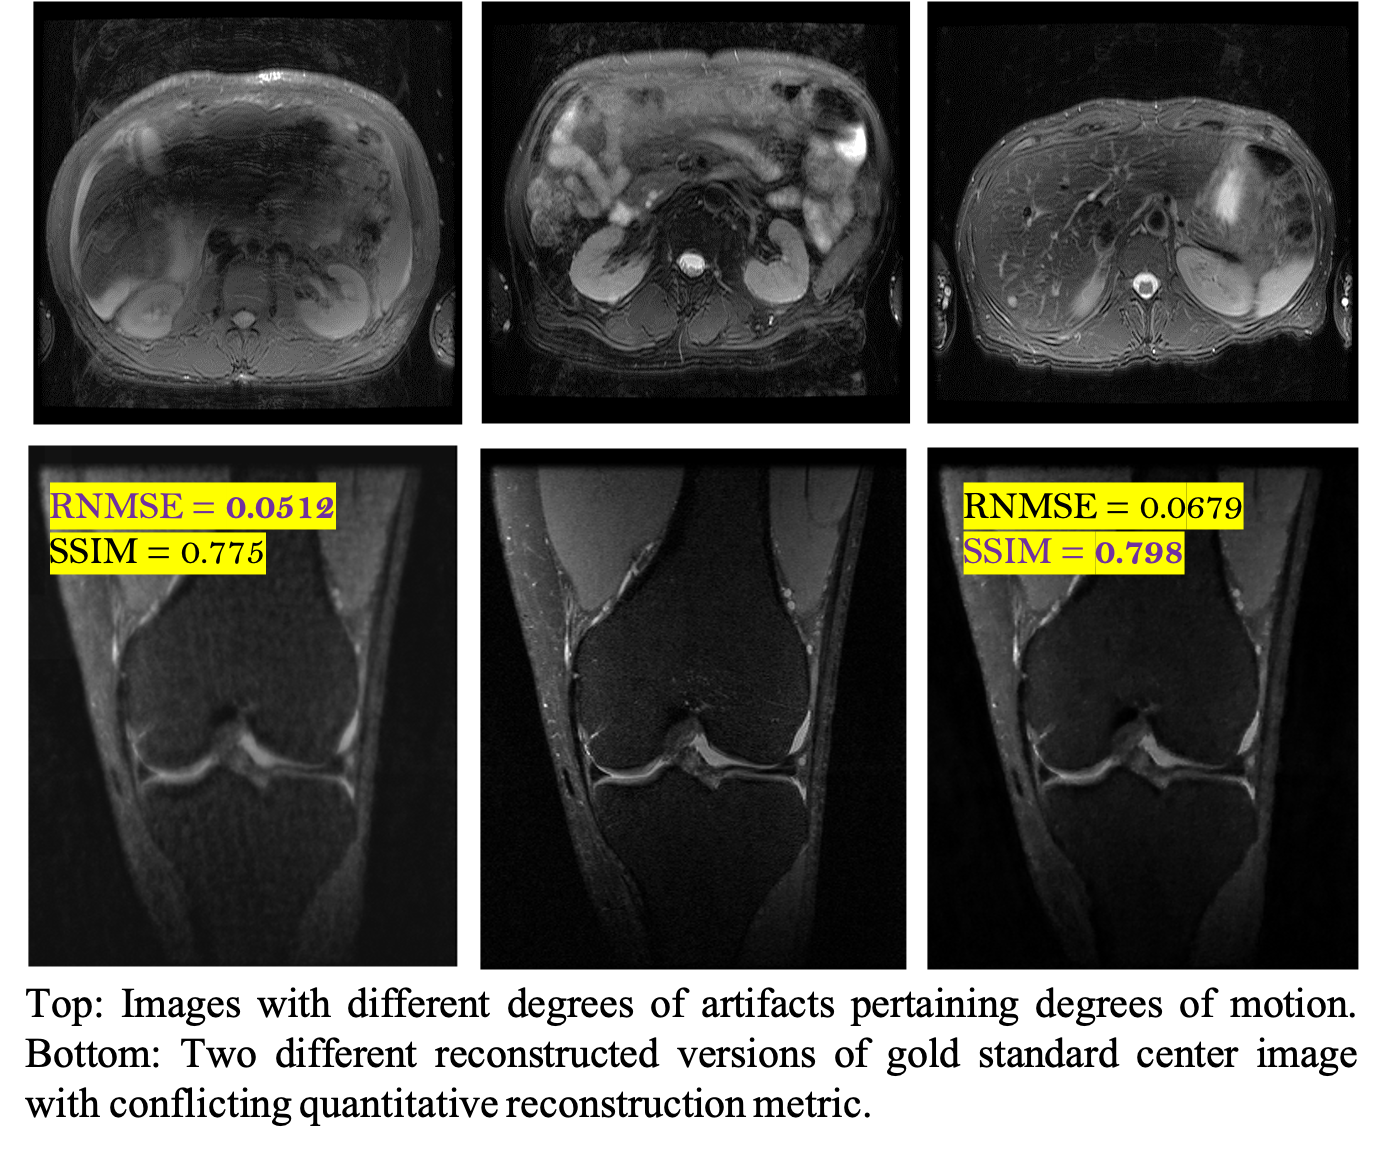 RNMSE = 0.0512
SSIM = 0.775
RNMSE = 0.0679
SSIM = 0.798
Top: Images with different degrees of artifacts pertaining degrees of motion.
Bottom: Two different reconstructed versions of gold standard center image
with conflicting quantitative reconstruction metric.